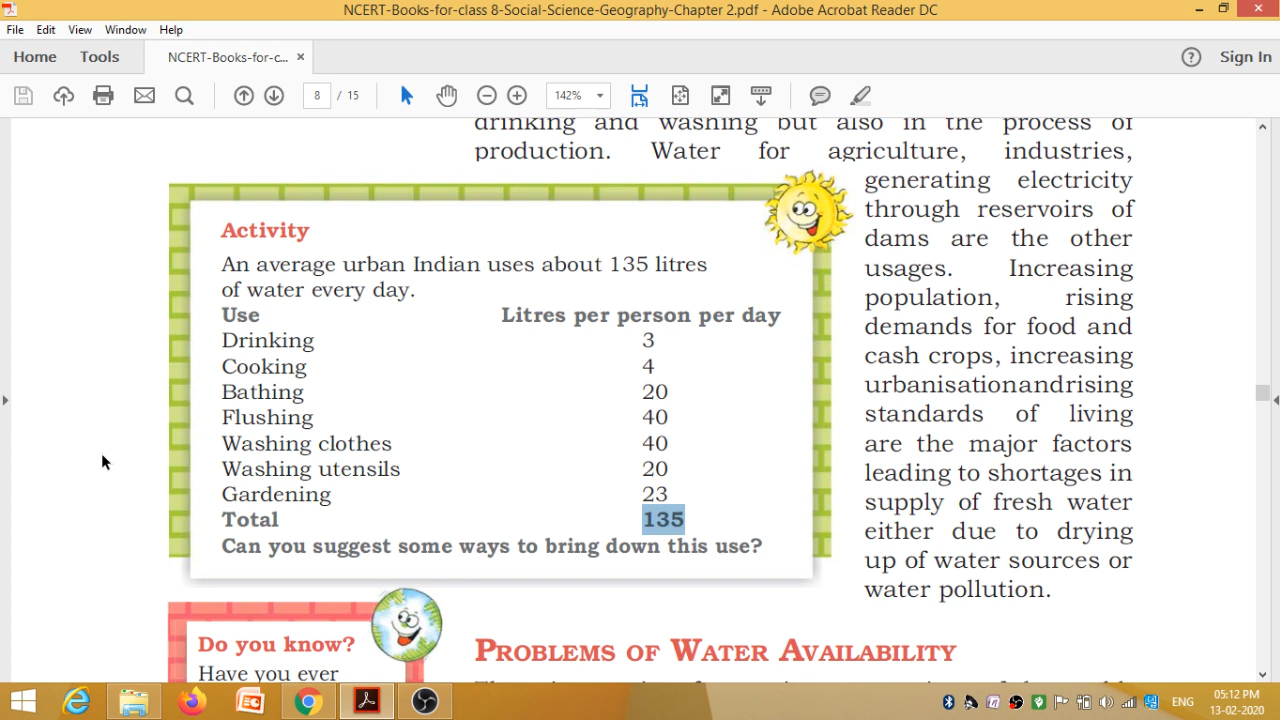 NCERT-Books-for-class 8-Social-Science-Geography-Chapter 2.pdf - Adobe Acrobat Reader DC
File Edit View Window Help
Home Tools NCERT-Books-for-c... × Sign In
8 / 15 142%
drinking and washing but also in the process of
production. Water for agriculture, industries,
generating electricity
through reservoirs of
dams are the other
usages. Increasing
population, rising
demands for food and
cash crops, increasing
urbanisationandrising
standards of living
are the major factors
leading to shortages in
supply of fresh water
either due to drying
up of water sources or
water pollution.
Activity
An average urban Indian uses about 135 litres
of water every day.
Use Litres per person per day
Drinking 3
Cooking 4
Bathing 20
Flushing 40
Washing clothes 40
Washing utensils 20
Gardening 23
Total 135
Can you suggest some ways to bring down this use?
Do you know?
Have you ever
PROBLEMS OF WATER AVAILABILITY
ENG
05:12 PM
13-02-2020